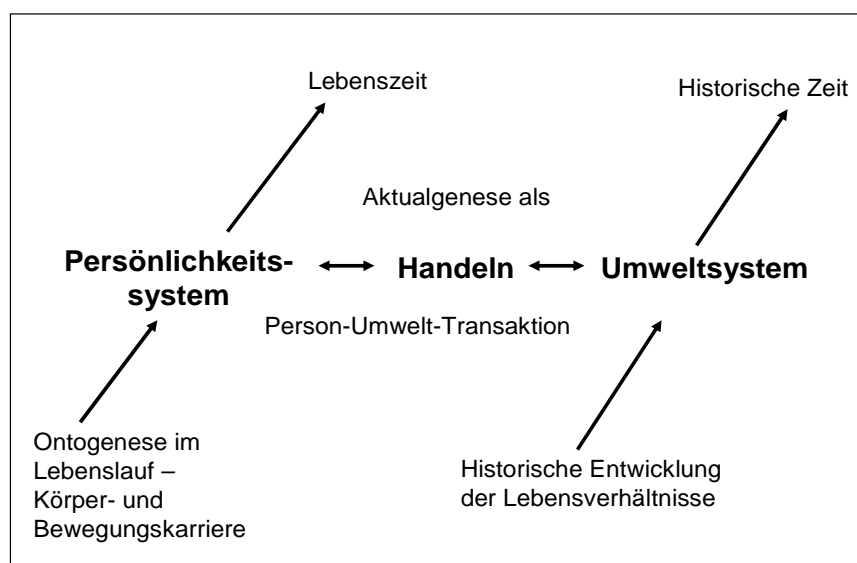 Lebenszeit
Historische Zeit
Aktualgenese als
Persönlichkeits-
system
Handeln
Umweltsystem
Person-Umwelt-Transaktion
Ontogenese im
Lebenslauf –
Körper- und
Bewegungskarriere
Historische Entwicklung
der Lebensverhältnisse